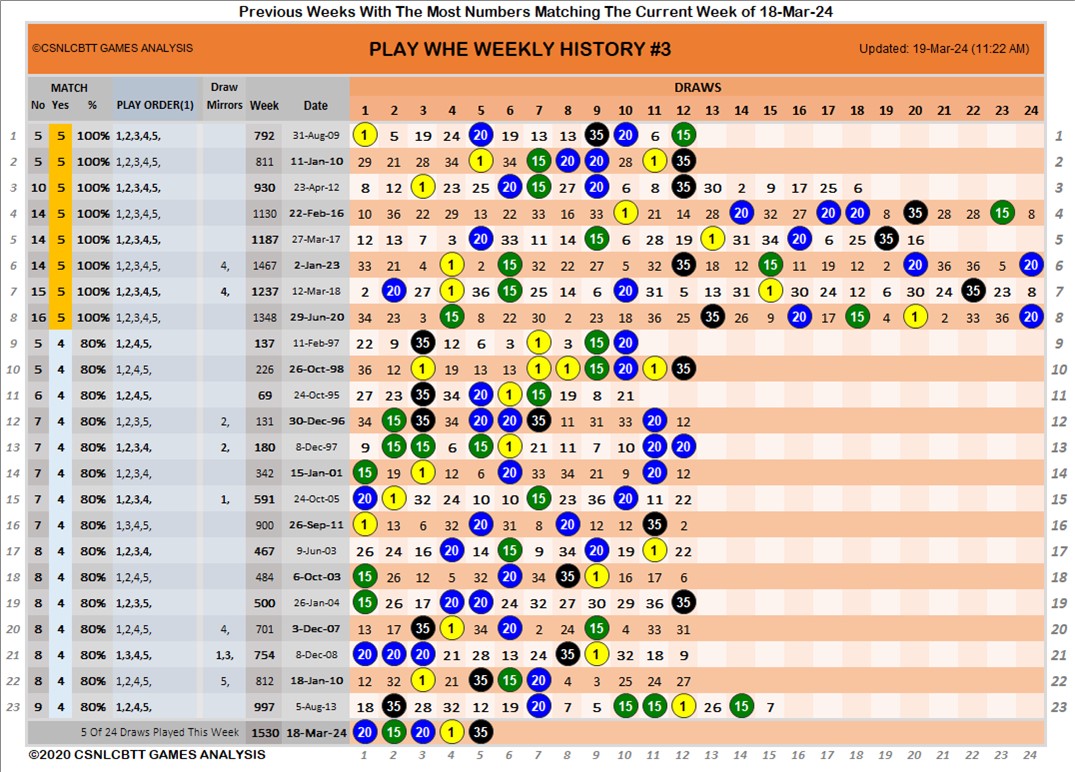 Previous Weeks With The Most Numbers Matching The Current Week of 18-Mar-24
©CSNLCBTT GAMES ANALYSIS PLAY WHE WEEKLY HISTORY #3 Updated: 19-Mar-24 (11:22 AM)
MATCH Draw DRAWS
No Yes % PLAY ORDER(1) Mirrors Week Date 1 2 3 4 5 6 7 8 9 10 11 12 13 14 15 16 17 18 19 20 21 22 23 24
1 5 5 100% 1,2,3,4,5, 792 31-Aug-09 1 5 19 24 20 19 13 13 35 20 6 15 1
2 5 5 100% 1,2,3,4,5, 811 11-Jan-10 29 21 28 34 1 34 15 20 20 28 1 35 2
3 10 5 100% 1,2,3,4,5, 930 23-Apr-12 8 12 1 23 25 20 15 27 20 6 8 35 30 2 9 17 25 6 3
4 14 5 100% 1,2,3,4,5, 1130 22-Feb-16 10 36 22 29 13 22 33 16 33 1 21 14 28 20 32 27 20 20 8 35 28 28 15 8 4
5 14 5 100% 1,2,3,4,5, 1187 27-Mar-17 12 13 7 3 20 33 11 14 15 6 28 19 1 31 34 20 6 25 35 16 5
6 14 5 100% 1,2,3,4,5, 4, 1467 2-Jan-23 33 21 4 1 2 15 32 22 27 5 32 35 18 12 15 11 19 12 2 20 36 36 5 20 6
7 15 5 100% 1,2,3,4,5, 4, 1237 12-Mar-18 2 20 27 1 36 15 25 14 6 20 31 5 13 31 1 30 24 12 6 30 24 35 23 8 7
8 16 5 100% 1,2,3,4,5, 1348 29-Jun-20 34 23 3 15 8 22 30 2 23 18 36 25 35 26 9 20 17 15 4 1 2 33 36 20 8
9 5 4 80% 1,2,4,5, 137 11-Feb-97 22 9 35 12 6 3 1 3 15 20 9
10 5 4 80% 1,2,4,5, 226 26-Oct-98 36 12 1 19 13 13 1 1 15 20 1 35 10
11 6 4 80% 1,2,4,5, 69 24-Oct-95 27 23 35 34 20 1 15 19 8 21 11
12 7 4 80% 1,2,3,5, 2, 131 30-Dec-96 34 15 35 34 20 20 35 11 31 33 20 12 12
13 7 4 80% 1,2,3,4, 2, 180 8-Dec-97 9 15 15 6 15 1 21 11 7 10 20 20 13
14 7 4 80% 1,2,3,4, 342 15-Jan-01 15 19 1 12 6 20 33 34 21 9 20 12 14
15 7 4 80% 1,2,3,4, 1, 591 24-Oct-05 20 1 32 24 10 10 15 23 36 20 11 22 15
16 7 4 80% 1,3,4,5, 900 26-Sep-11 1 13 6 32 20 31 8 20 12 12 35 2 16
17 8 4 80% 1,2,3,4, 467 9-Jun-03 26 24 16 20 14 15 9 34 20 19 1 22 17
18 8 4 80% 1,2,4,5, 484 6-Oct-03 15 26 12 5 32 20 34 35 1 16 17 6 18
19 8 4 80% 1,2,3,5, 500 26-Jan-04 15 26 17 20 20 24 32 27 30 29 36 35 19
20 8 4 80% 1,2,4,5, 4, 701 3-Dec-07 13 17 35 1 34 20 2 24 15 4 33 31 20
21 8 4 80% 1,3,4,5, 1,3, 754 8-Dec-08 20 20 20 21 28 13 24 35 1 32 18 9 21
22 8 4 80% 1,2,4,5, 5, 812 18-Jan-10 12 32 1 21 35 15 20 4 3 25 24 27 22
23 9 4 80% 1,2,4,5, 997 5-Aug-13 18 35 28 32 12 19 20 7 5 15 15 1 26 15 7 23
5 Of 24 Draws Played This Week 1530 18-Mar-24 20 15 20 1 35
©2020 CSNLCBTT GAMES ANALYSIS 1 2 3 4 5 6 7 8 9 10 11 12 13 14 15 16 17 18 19 20 21 22 23 24